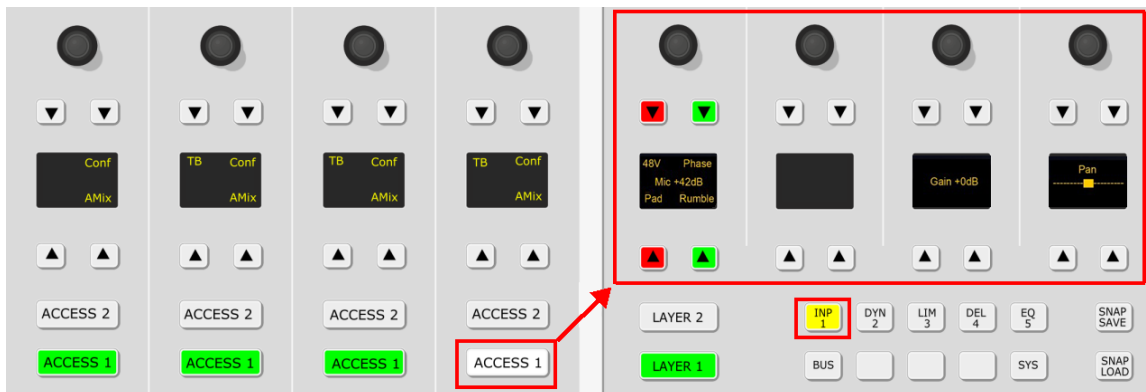 Conf
AMix
TB Conf
AMix
TB Conf
AMix
TB Conf
AMix
48V Phase
Mic +42dB
Pad Rumble
Gain +0dB
Pan
ACCESS 2
ACCESS 2
ACCESS 2
ACCESS 2
LAYER 2
INP
1
DYN
2
LIM
3
DEL
4
EQ
5
SNAP
SAVE
ACCESS 1
ACCESS 1
ACCESS 1
ACCESS 1
LAYER 1
BUS
SYS
SNAP
LOAD